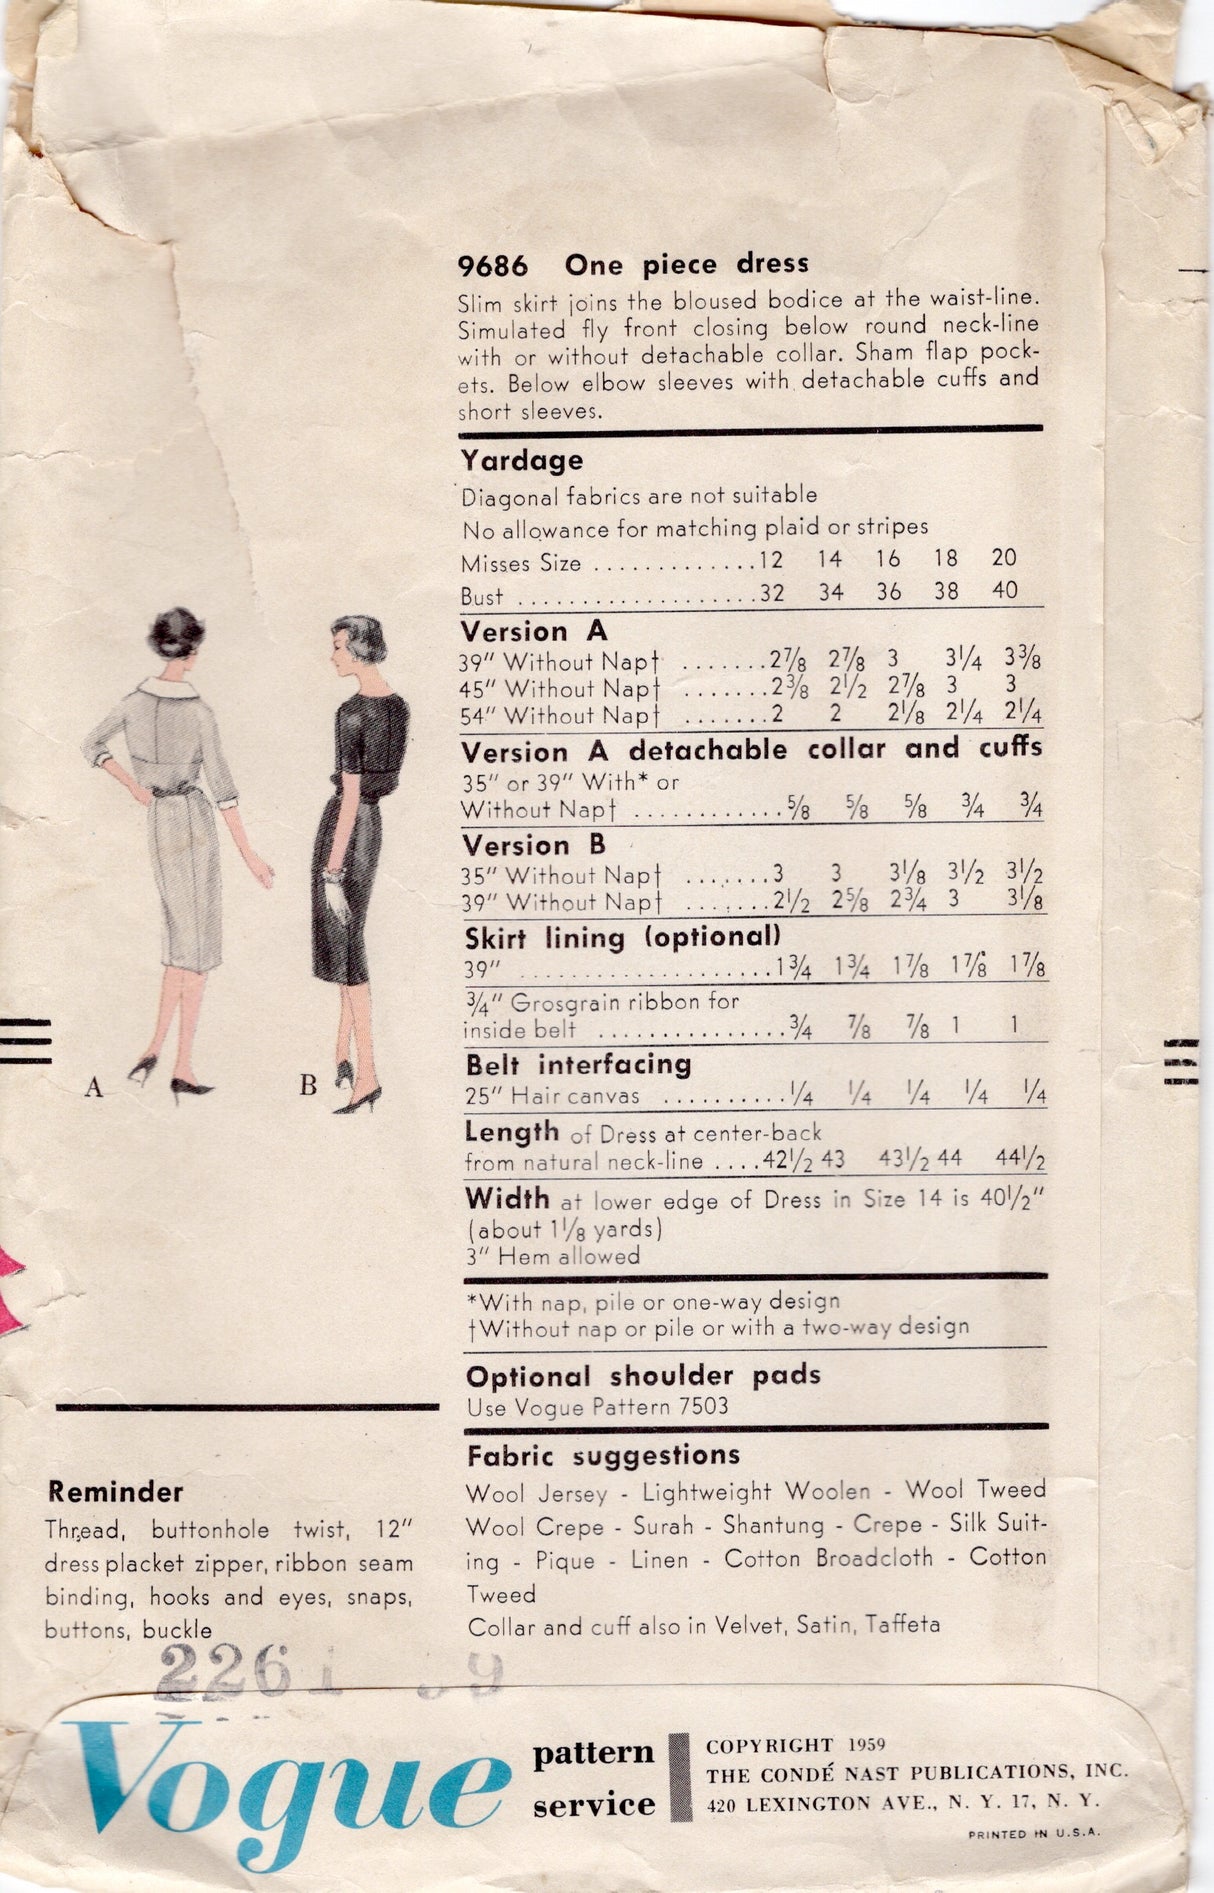 9686 One piece dress
Slim skirt joins the bloused bodice at the waist-line.
Simulated fly front closing below round neck-line
with or without detachable collar. Sham flap pock-
ets. Below elbow sleeves with detachable cuffs and
short sleeves.
Yardage
Diagonal fabrics are not suitable
No allowance for matching plaid or stripes
Misses Size .............12 14 16 18 20
Bust ...................32 34 36 38 40
Version A
39" Without Nap† .......2⅞ 2⅞ 3 3¼ 3⅜
45" Without Nap† .......2⅜ 2½ 2⅞ 3 3
54" Without Nap† .......2 2 2⅛ 2¼ 2¼
Version A detachable collar and cuffs
35" or 39" With* or
Without Nap† ............⅝ ⅝ ⅝ ¾ ¾
Version B
35" Without Nap† .......3 3 3⅛ 3½ 3½
39" Without Nap† .......2½ 2⅝ 2¾ 3 3⅛
Skirt lining (optional)
39" ....................1¾ 1¾ 1⅞ 1⅞ 1⅞
¾" Grosgrain ribbon for
inside belt ...............¾ ⅞ ⅞ 1 1
Belt interfacing
25" Hair canvas ..........¼ ¼ ¼ ¼ ¼
Length of Dress at center-back
from natural neck-line ....42½ 43 43½ 44 44½
Width at lower edge of Dress in Size 14 is 40½"
(about 1⅛ yards)
3" Hem allowed
*With nap, pile or one-way design
†Without nap or pile or with a two-way design
Optional shoulder pads
Use Vogue Pattern 7503
Fabric suggestions
Wool Jersey - Lightweight Woolen - Wool Tweed
Wool Crepe - Surah - Shantung - Crepe - Silk Suit-
ing - Pique - Linen - Cotton Broadcloth - Cotton
Tweed
Collar and cuff also in Velvet, Satin, Taffeta
A
B
Reminder
Thread, buttonhole twist, 12"
dress placket zipper, ribbon seam
binding, hooks and eyes, snaps,
buttons, buckle
2261
Vogue
pattern
service
COPYRIGHT 1959
THE CONDÉ NAST PUBLICATIONS, INC.
420 LEXINGTON AVE., N. Y. 17, N. Y.
PRINTED IN U.S.A.